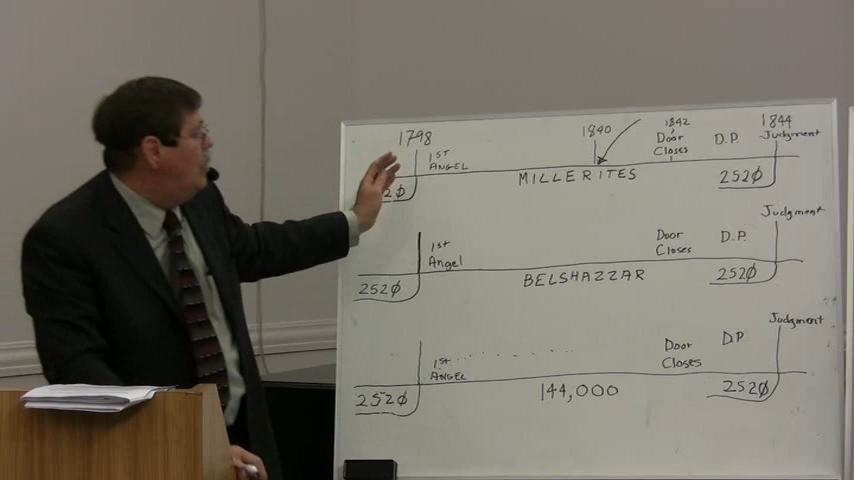 1798 1840 1842 1844
1ST ANGEL Door Closes D.P. Judgment
MILLERITES 2520
Judgment
1st Angel Door Closes D.P.
2520 BELSHAZZAR 2520
Judgment
1ST ANGEL Door Closes DP
2520 144,000 2520